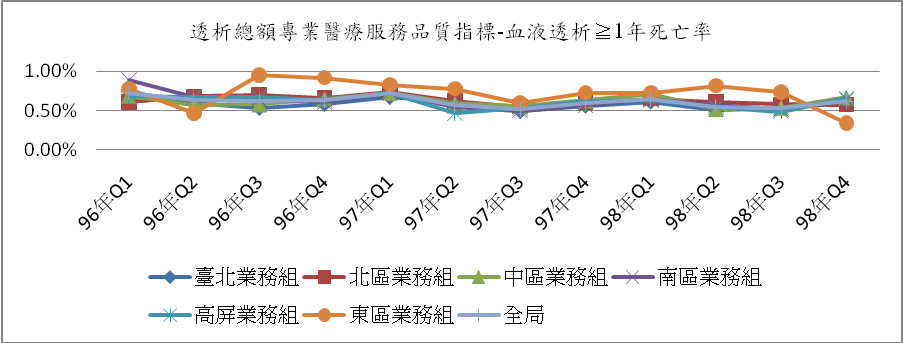 透析總額專業醫療服務品質指標-血液透析≧1年死亡率
1.00%
0.50%
0.00%
96年Q1 96年Q2 96年Q3 96年Q4 97年Q1 97年Q2 97年Q3 97年Q4 98年Q1 98年Q2 98年Q3 98年Q4
臺北業務組 北區業務組 中區業務組 南區業務組
高屏業務組 東區業務組 全局